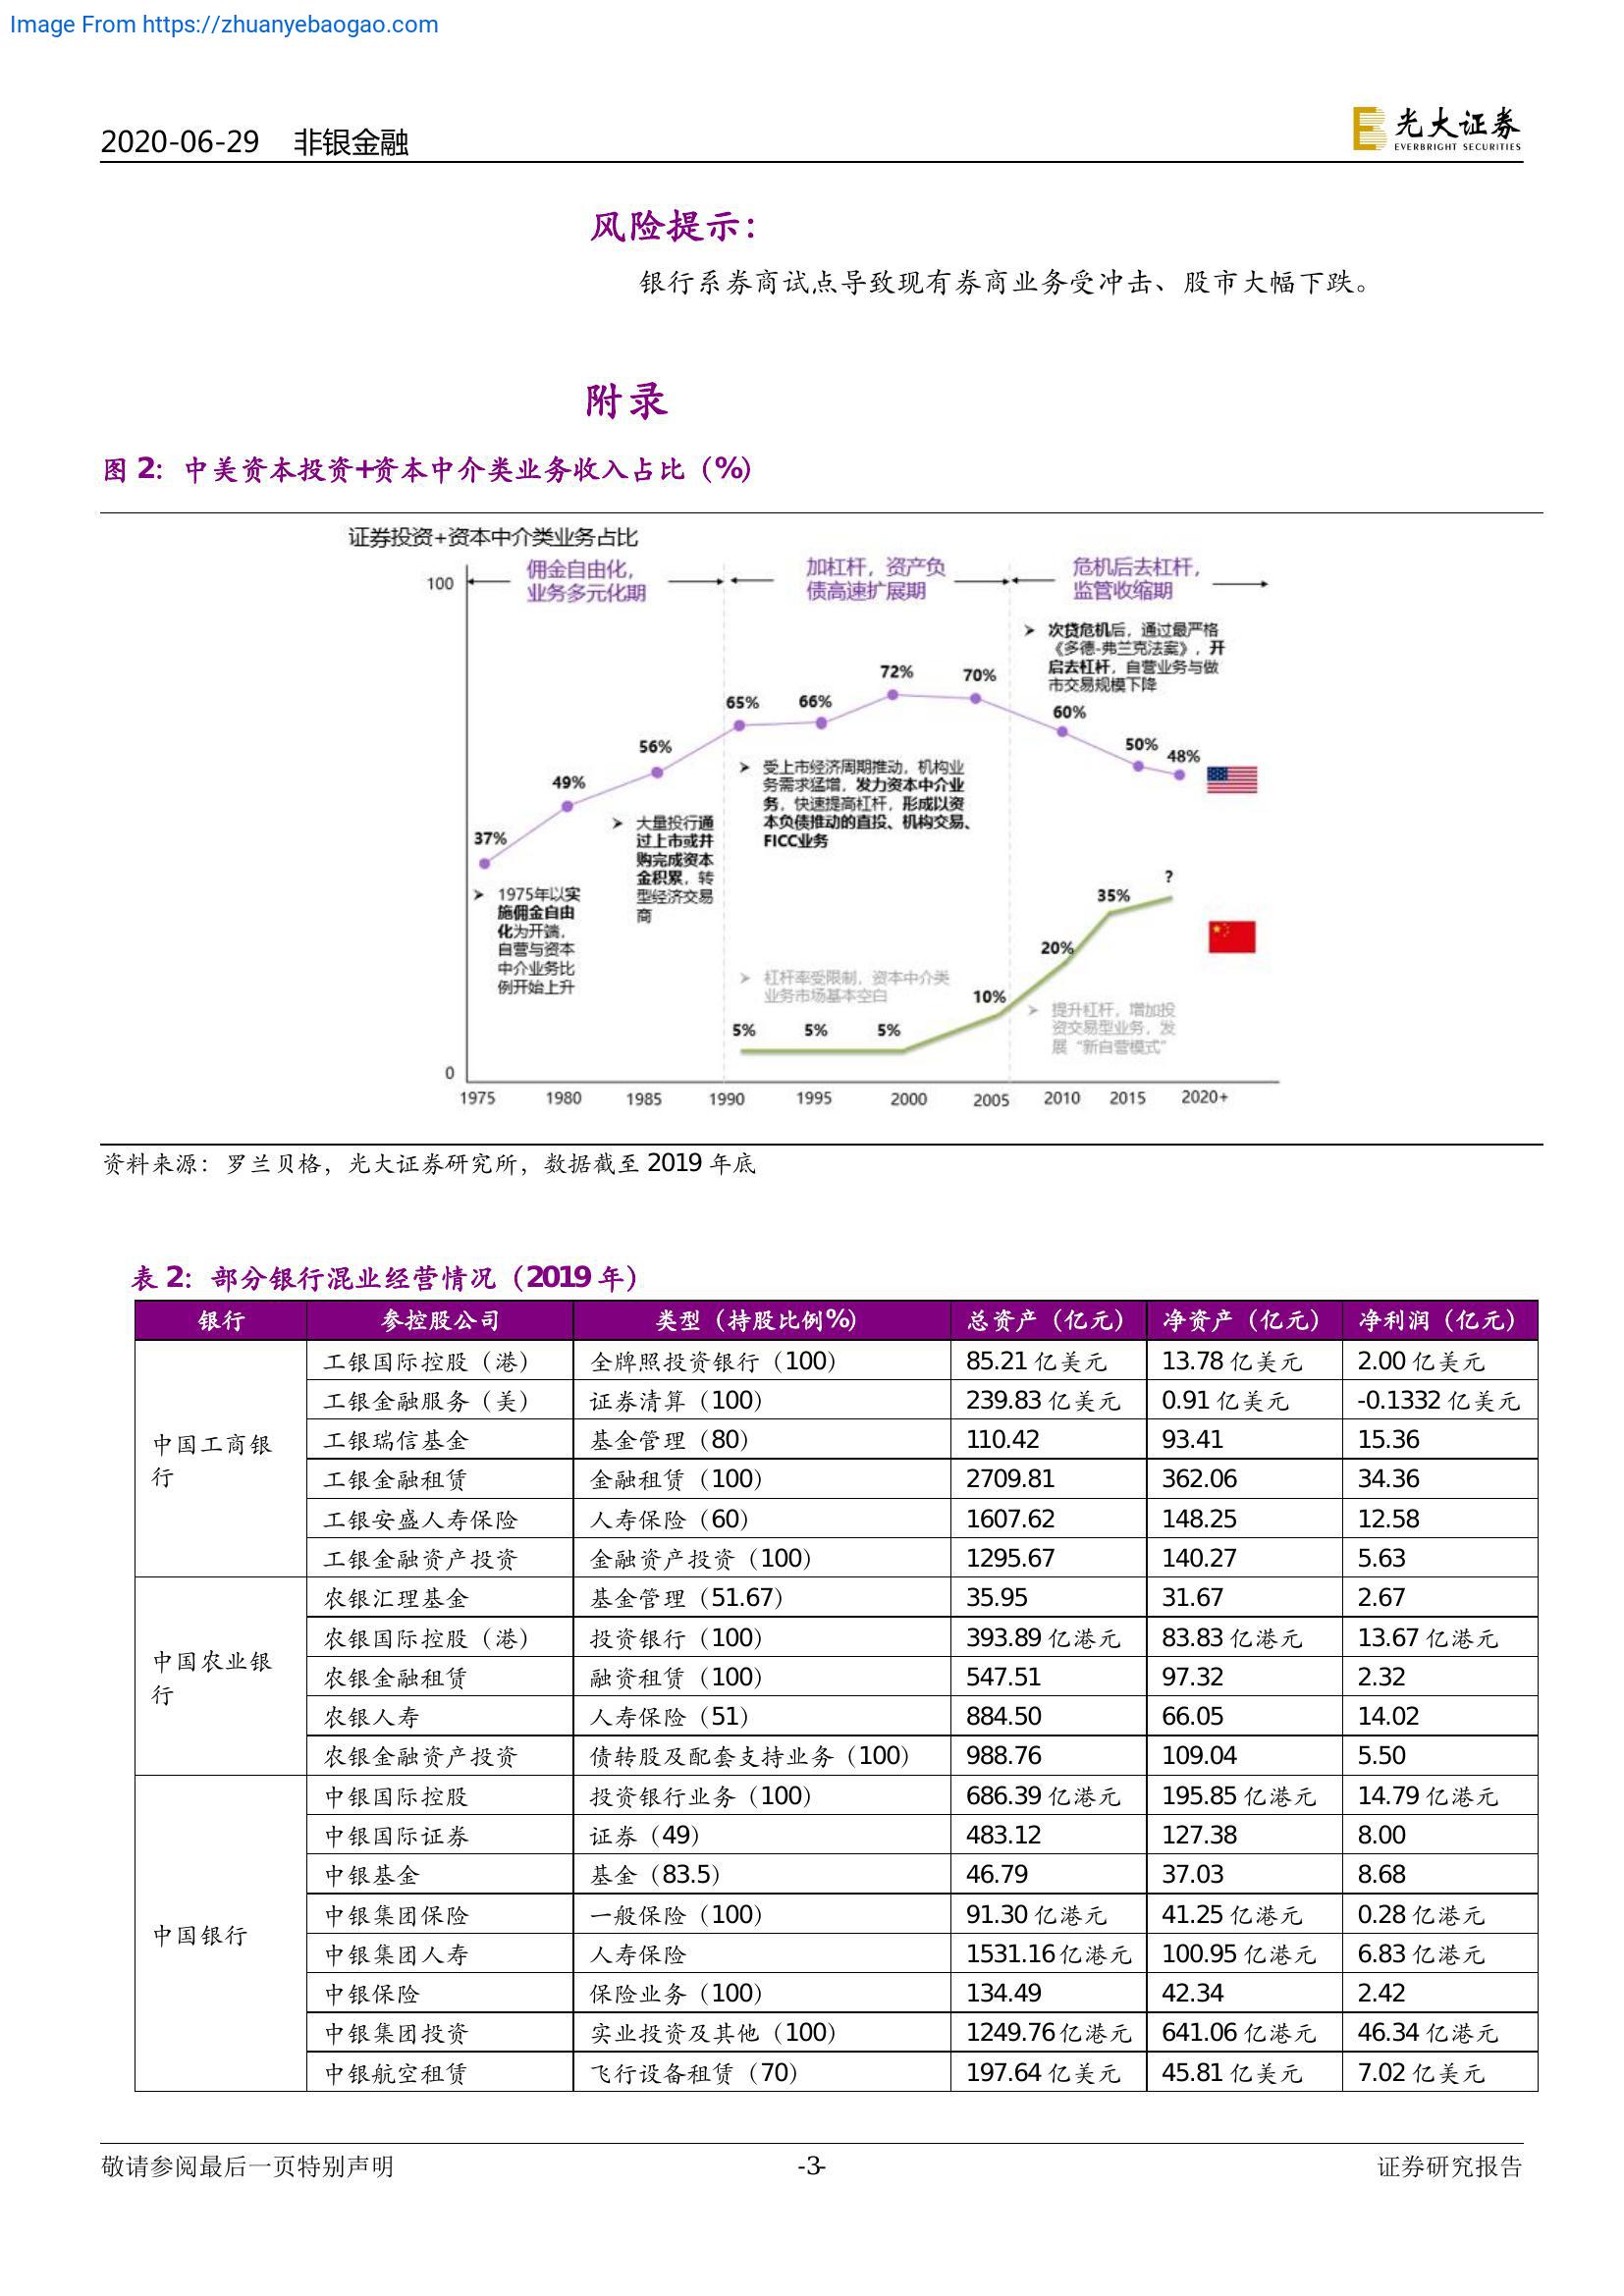 Image From https://zhuanyebaogao.com
2020-06-29 非银金融
光大证券
EVERBRIGHT SECURITIES
风险提示：
银行系券商试点导致现有券商业务受冲击、股市大幅下跌。
附录
图 2：中美资本投资+资本中介类业务收入占比（%）
证券投资+资本中介类业务占比
100
佣金自由化，
业务多元化期
加杠杆，资产负
债高速扩展期
危机后去杠杆，
监管收缩期
次贷危机后，通过最严格
《多德-弗兰克法案》，开
启去杠杆，自营业务与做
市交易规模下降
37%
49%
56%
65%
66%
72%
70%
60%
50%
48%
1975年以实
施佣金自由
化为开端，
自营与资本
中介业务比
例开始上升
大量投行通
过上市或并
购完成资本
金积累，转
型经济交易
商
受上市经济周期推动，机构业
务需求猛增，发力资本中介业
务，快速提高杠杆，形成以资
本负债推动的直投、机构交易、
FICC业务
杠杆率受限制，资本中介类
业务市场基本空白
5%
5%
5%
10%
20%
35%
?
提升杠杆，增加投
资交易型业务，发
展“新自营模式”
0
1975 1980 1985 1990 1995 2000 2005 2010 2015 2020+
资料来源：罗兰贝格，光大证券研究所，数据截至 2019 年底
表 2：部分银行混业经营情况（2019 年）
银行 参控股公司 类型（持股比例%） 总资产（亿元） 净资产（亿元） 净利润（亿元）
中国工商银
行
工银国际控股（港） 全牌照投资银行（100） 85.21 亿美元 13.78 亿美元 2.00 亿美元
工银金融服务（美） 证券清算（100） 239.83 亿美元 0.91 亿美元 -0.1332 亿美元
工银瑞信基金 基金管理（80） 110.42 93.41 15.36
工银金融租赁 金融租赁（100） 2709.81 362.06 34.36
工银安盛人寿保险 人寿保险（60） 1607.62 148.25 12.58
工银金融资产投资 金融资产投资（100） 1295.67 140.27 5.63
中国农业银
行
农银汇理基金 基金管理（51.67） 35.95 31.67 2.67
农银国际控股（港） 投资银行（100） 393.89 亿港元 83.83 亿港元 13.67 亿港元
农银金融租赁 融资租赁（100） 547.51 97.32 2.32
农银人寿 人寿保险（51） 884.50 66.05 14.02
农银金融资产投资 债转股及配套支持业务（100） 988.76 109.04 5.50
中国银行
中银国际控股 投资银行业务（100） 686.39 亿港元 195.85 亿港元 14.79 亿港元
中银国际证券 证券（49） 483.12 127.38 8.00
中银基金 基金（83.5） 46.79 37.03 8.68
中银集团保险 一般保险（100） 91.30 亿港元 41.25 亿港元 0.28 亿港元
中银集团人寿 人寿保险 1531.16 亿港元 100.95 亿港元 6.83 亿港元
中银保险 保险业务（100） 134.49 42.34 2.42
中银集团投资 实业投资及其他（100） 1249.76 亿港元 641.06 亿港元 46.34 亿港元
中银航空租赁 飞行设备租赁（70） 197.64 亿美元 45.81 亿美元 7.02 亿美元
敬请参阅最后一页特别声明 -3- 证券研究报告